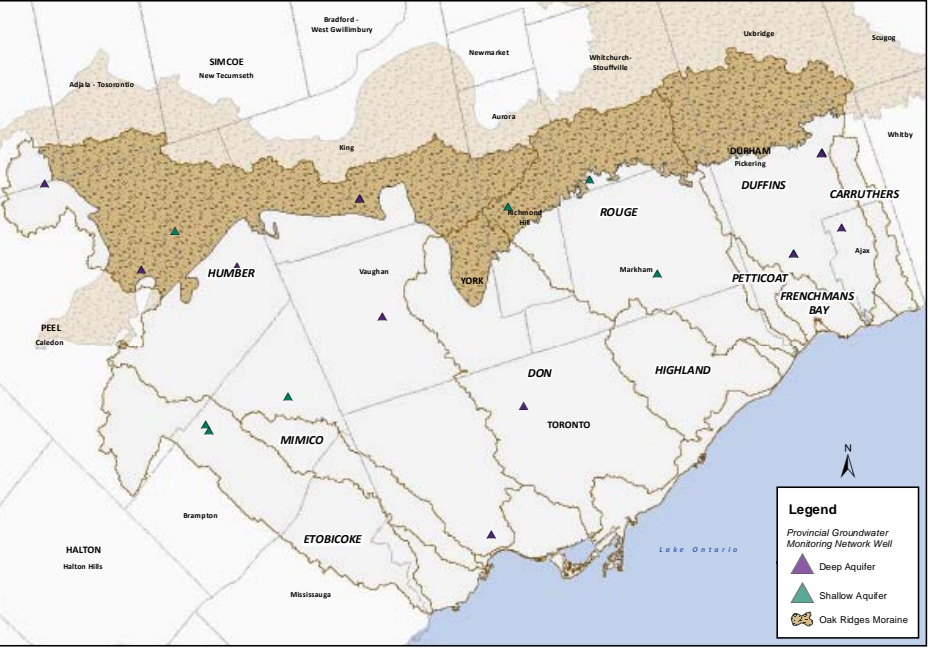 Bradford -
West Gwillimbury
Uxbridge
Scugog
Newmarket
SIMCOE
New Tecumseth
Whitchurch-
Stouffville
Adjala - Tosorontio
Aurora
Whitby
King
DURHAM
Pickering
DUFFINS
CARRUTHERS
Richmond
Hill
ROUGE
Ajax
HUMBER
Vaughan
Markham
YORK
PETTICOAT
FRENCHMANS
BAY
PEEL
Caledon
DON
HIGHLAND
TORONTO
MIMICO
N
Brampton
ETOBICOKE
Lake Ontario
HALTON
Halton Hills
Mississauga
Legend
Provincial Groundwater
Monitoring Network Well
Deep Aquifer
Shallow Aquifer
Oak Ridges Moraine